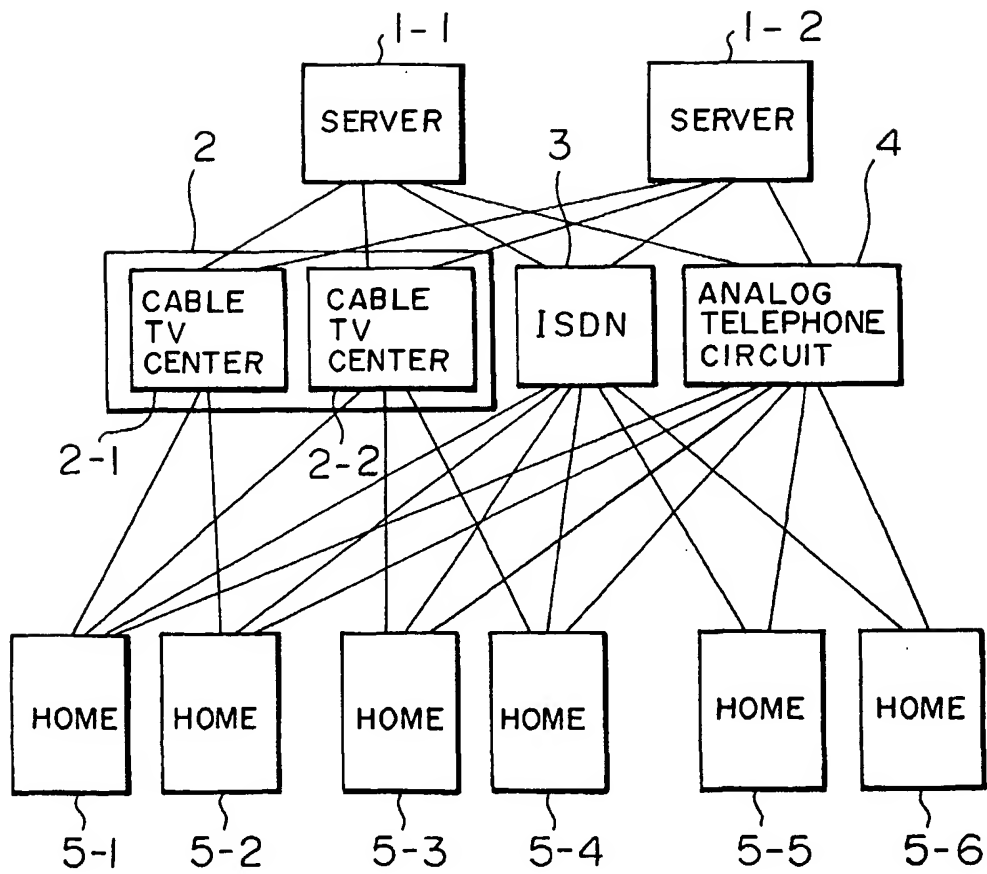 1-1
1-2
SERVER
SERVER
2
3
4
CABLE
TV
CENTER
CABLE
TV
CENTER
ISDN
ANALOG
TELEPHONE
CIRCUIT
2-1
2-2
HOME
HOME
HOME
HOME
HOME
HOME
5-1
5-2
5-3
5-4
5-5
5-6